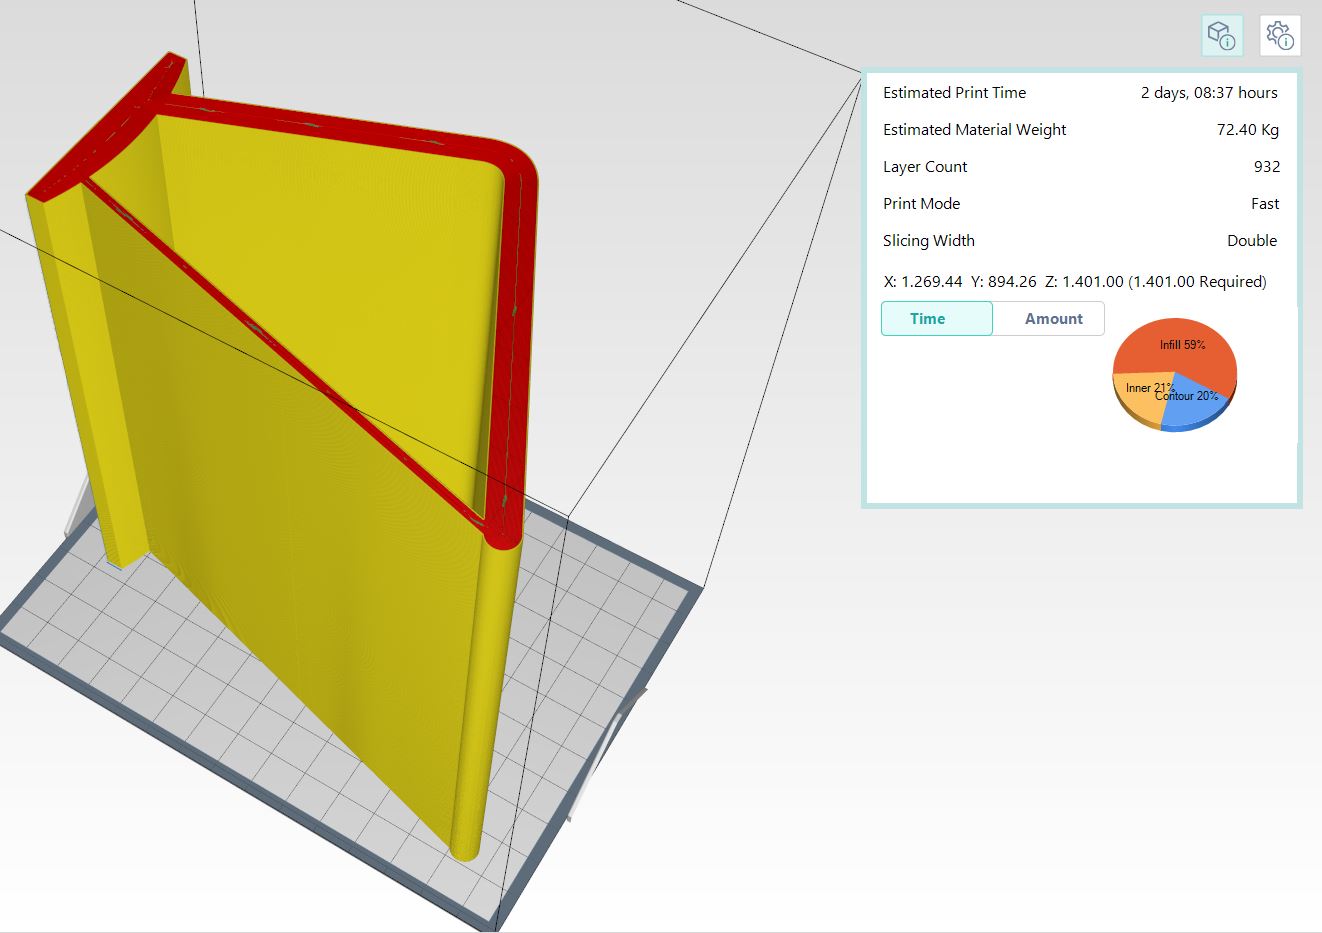 Estimated Print Time 2 days, 08:37 hours
Estimated Material Weight 72.40 Kg
Layer Count 932
Print Mode Fast
Slicing Width Double
X: 1.269.44 Y: 894.26 Z: 1.401.00 (1.401.00 Required)
Time Amount
Infill 59%
Inner 21%
Contour 20%